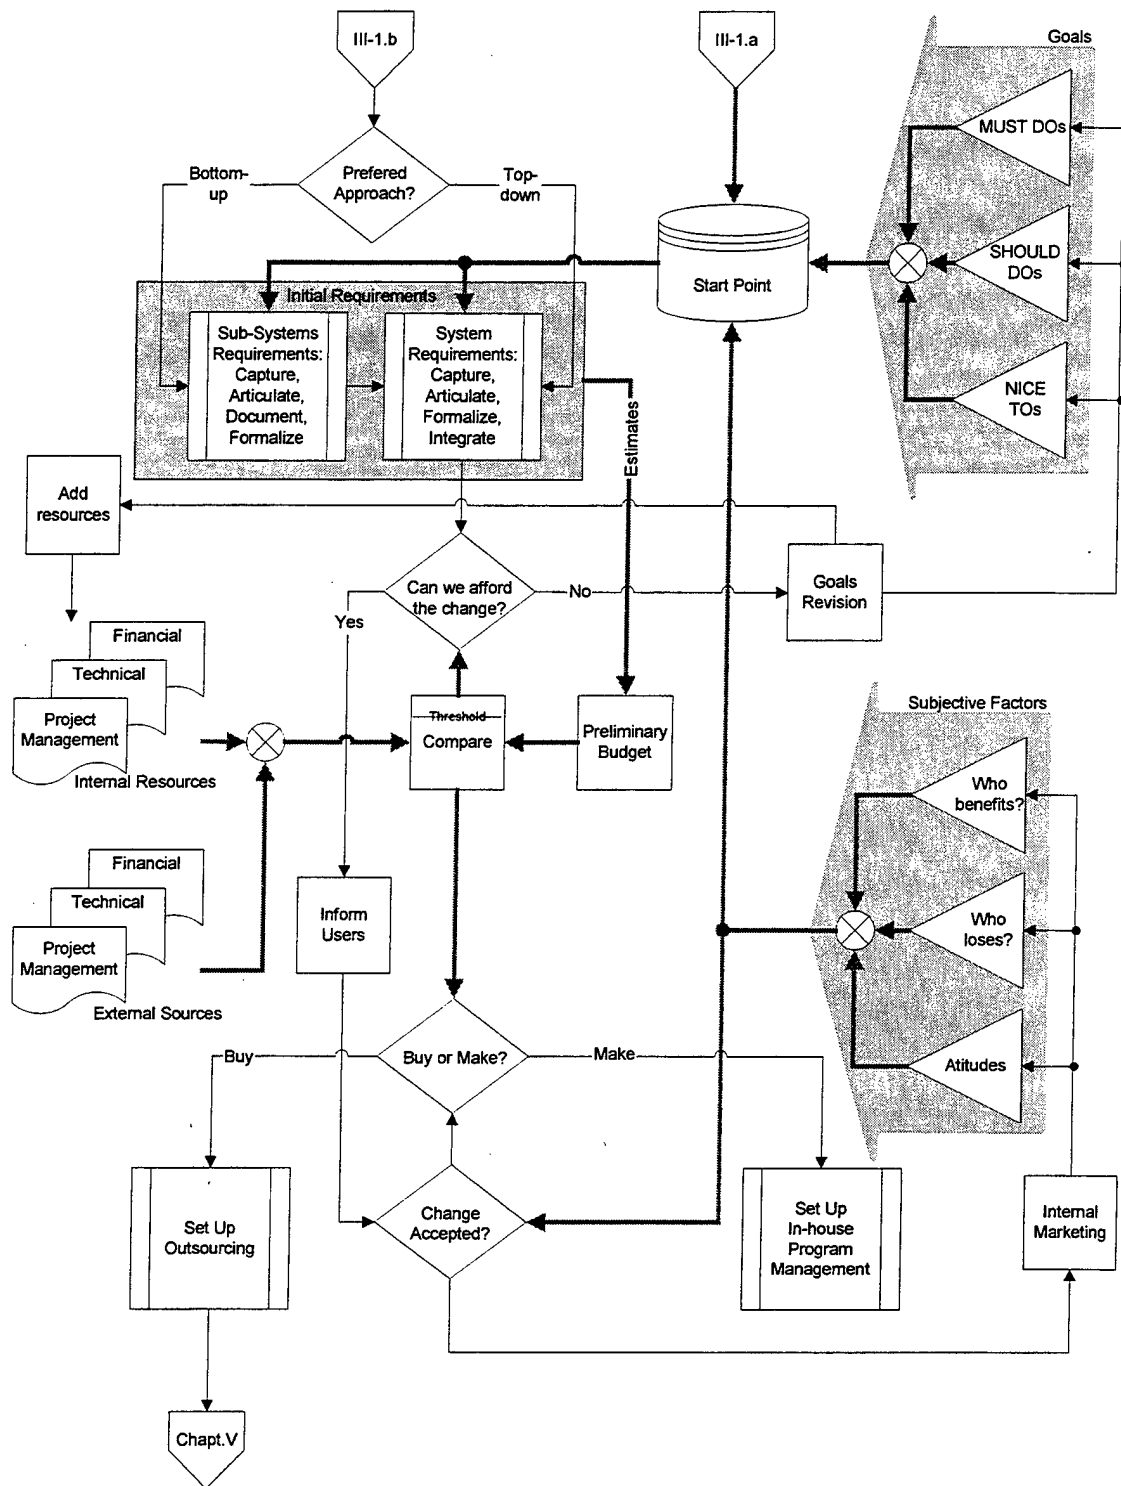 III-1.b
III-1.a
Goals
MUST DOs
Bottom-
up
Prefered
Approach?
Top-
down
SHOULD
DOs
Start Point
Initial Requirements
Sub-Systems
Requirements:
Capture,
Articulate,
Document,
Formalize
System
Requirements:
Capture,
Articulate,
Formalize,
Integrate
NICE
TOs
Estimates
Add
resources
Can we afford
the change?
No
Goals
Revision
Yes
Financial
Technical
Project
Management
Internal Resources
Threshold
Compare
Preliminary
Budget
Subjective Factors
Who
benefits?
Financial
Technical
Project
Management
External Sources
Inform
Users
Who
loses?
Buy
Buy or Make?
Make
Atitudes
Set Up
Outsourcing
Change
Accepted?
Set Up
In-house
Program
Management
Internal
Marketing
Chapt.V